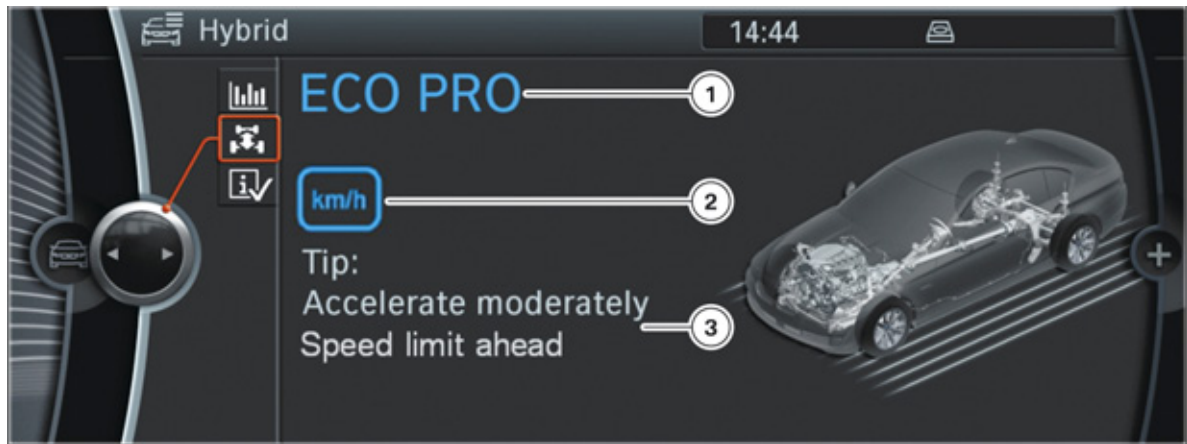 Hybrid
14:44
ECO PRO
1
km/h
2
Tip:
Accelerate moderately
Speed limit ahead
3